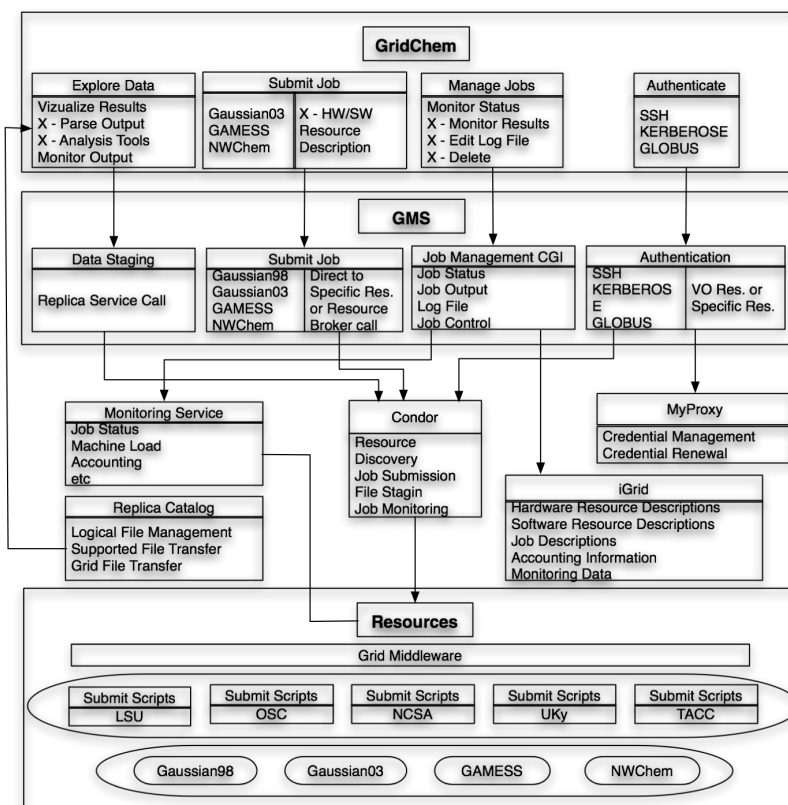 GridChem
Explore Data
Vizualize Results
X - Parse Output
X - Analysis Tools
Monitor Output
Submit Job
Gaussian03
GAMESS
NWChem
X - HW/SW
Resource
Description
Manage Jobs
Monitor Status
X - Monitor Results
X - Edit Log File
X - Delete
Authenticate
SSH
KERBEROSE
GLOBUS
GMS
Data Staging
Replica Service Call
Submit Job
Gaussian98
Gaussian03
GAMESS
NWChem
Direct to
Specific Res.
or Resource
Broker call
Job Management CGI
Job Status
Job Output
Log File
Job Control
Authentication
SSH
KERBEROS
E
GLOBUS
VO Res. or
Specific Res.
Monitoring Service
Job Status
Machine Load
Accounting
etc
Condor
Resource
Discovery
Job Submission
File Stagin
Job Monitoring
MyProxy
Credential Management
Credential Renewal
iGrid
Hardware Resource Descriptions
Software Resource Descriptions
Job Descriptions
Accounting Information
Monitoring Data
Replica Catalog
Logical File Management
Supported File Transfer
Grid File Transfer
Resources
Grid Middleware
Submit Scripts
LSU
Submit Scripts
OSC
Submit Scripts
NCSA
Submit Scripts
UKy
Submit Scripts
TACC
Gaussian98
Gaussian03
GAMESS
NWChem